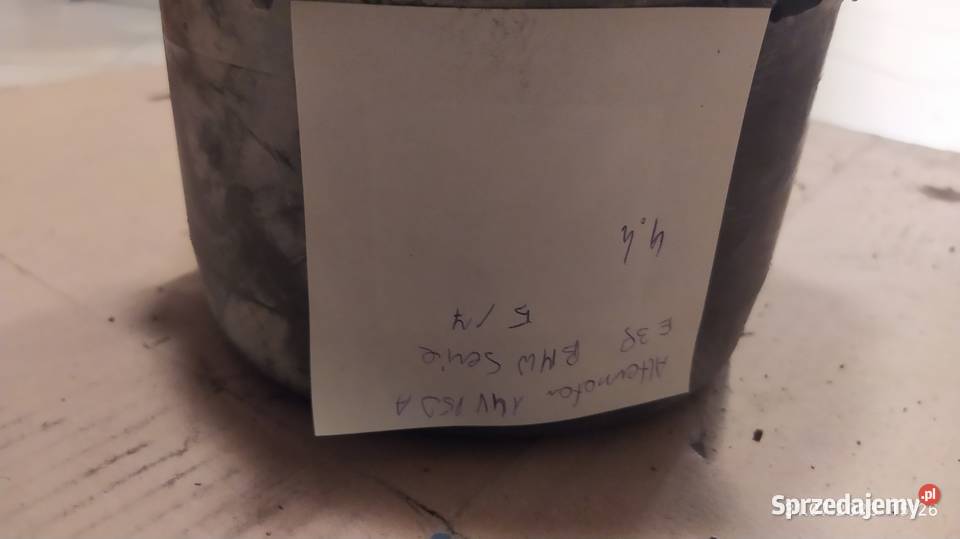 Alternator 14V 150 A
E 38 BMW Serie
5/7
4.4
Sprzedajemy.pl